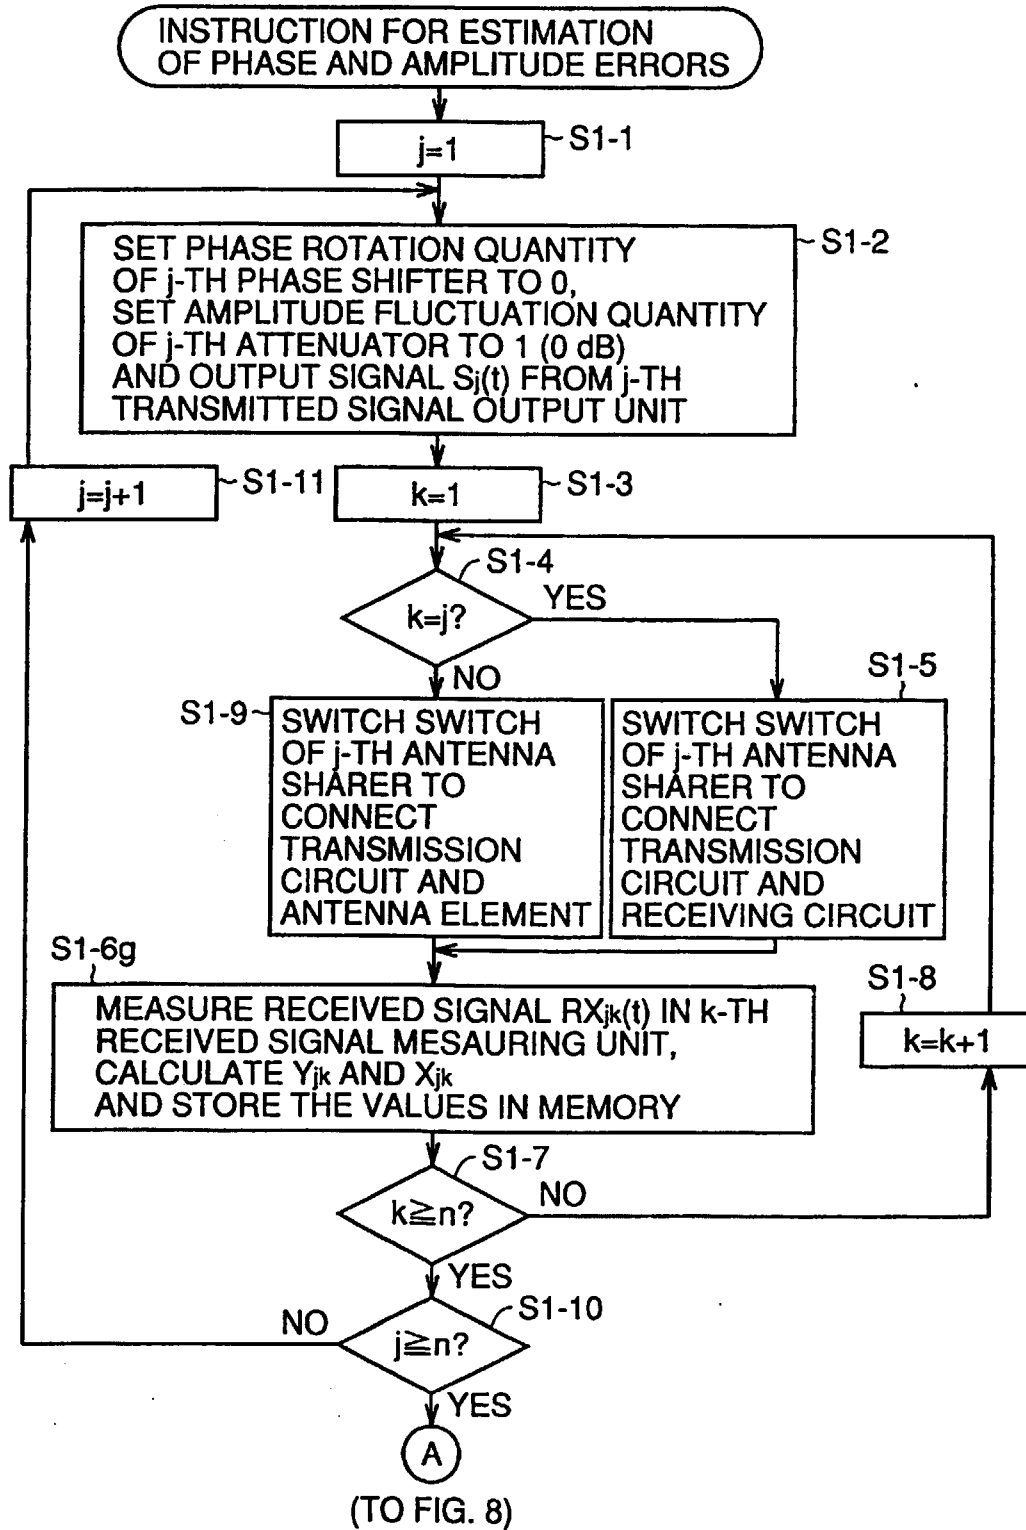 INSTRUCTION FOR ESTIMATION
OF PHASE AND AMPLITUDE ERRORS
j=1
S1-1
SET PHASE ROTATION QUANTITY
OF j-TH PHASE SHIFTER TO 0,
SET AMPLITUDE FLUCTUATION QUANTITY
OF j-TH ATTENUATOR TO 1 (0 dB)
AND OUTPUT SIGNAL Sj(t) FROM j-TH
TRANSMITTED SIGNAL OUTPUT UNIT
S1-2
j=j+1
S1-11
k=1
S1-3
S1-4
k=j?
YES
NO
S1-9
SWITCH SWITCH
OF j-TH ANTENNA
SHARER TO
CONNECT
TRANSMISSION
CIRCUIT AND
ANTENNA ELEMENT
S1-5
SWITCH SWITCH
OF j-TH ANTENNA
SHARER TO
CONNECT
TRANSMISSION
CIRCUIT AND
RECEIVING CIRCUIT
S1-6g
MEASURE RECEIVED SIGNAL RXjk(t) IN k-TH
RECEIVED SIGNAL MESAURING UNIT,
CALCULATE Yjk AND Xjk
AND STORE THE VALUES IN MEMORY
S1-8
k=k+1
S1-7
k≧n?
NO
YES
S1-10
j≧n?
NO
YES
A
(TO FIG. 8)